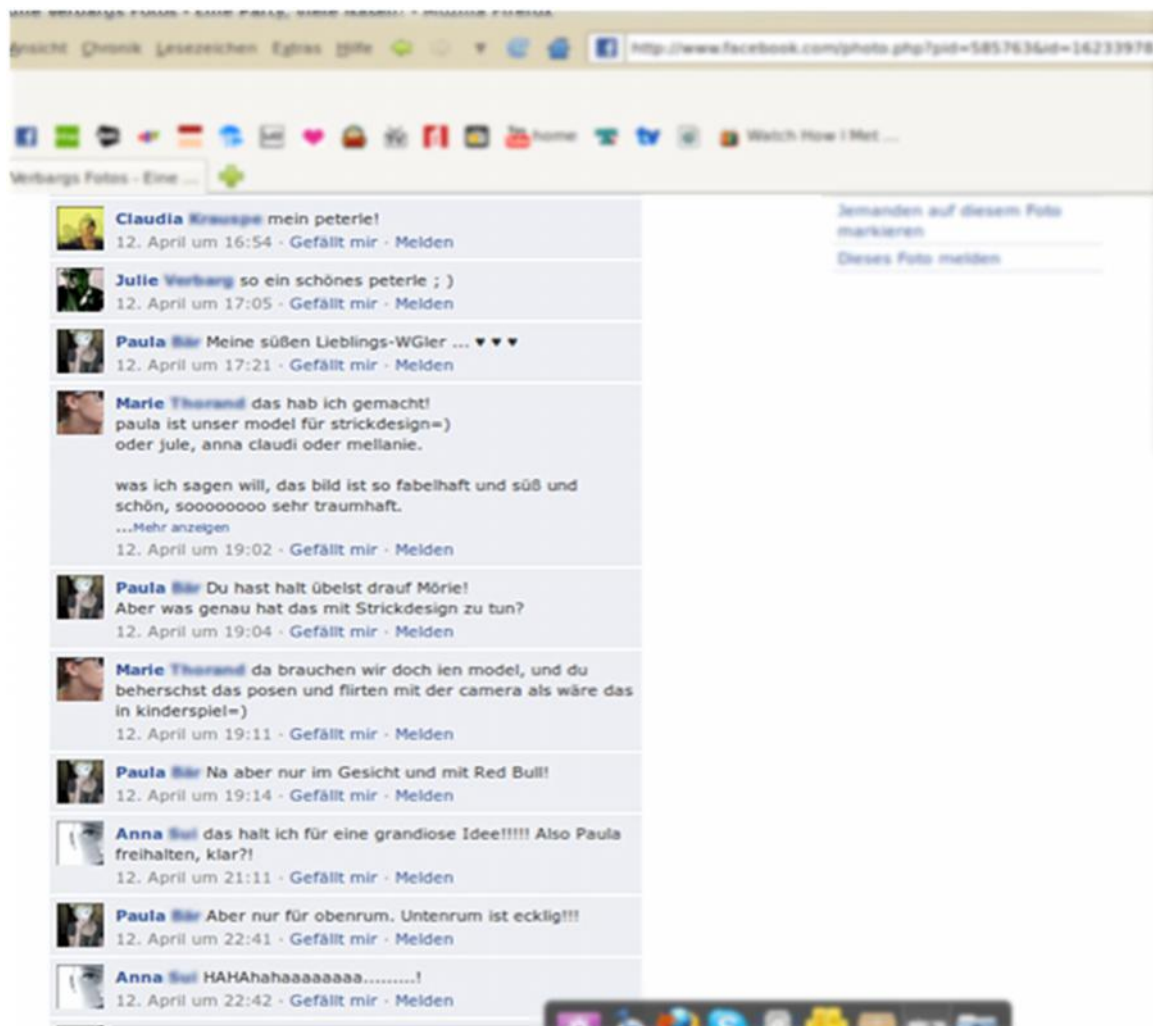 Ansicht Chronik Lesezeichen Extras Hilfe
http://www.facebook.com/photo.php?pid=585763&id=16233978
home Watch How I Met ...
Verbargs Fotos - Eine ...
Claudia mein peterle!
12. April um 16:54 · Gefällt mir · Melden
Julie so ein schönes peterle ; )
12. April um 17:05 · Gefällt mir · Melden
Paula Meine süßen Lieblings-WGler ... ♥ ♥ ♥
12. April um 17:21 · Gefällt mir · Melden
Marie das hab ich gemacht!
paula ist unser model für strickdesign=)
oder jule, anna claudi oder mellanie.
was ich sagen will, das bild ist so fabelhaft und süß und
schön, soooooooo sehr traumhaft.
...Mehr anzeigen
12. April um 19:02 · Gefällt mir · Melden
Paula Du hast halt übelst drauf Mörie!
Aber was genau hat das mit Strickdesign zu tun?
12. April um 19:04 · Gefällt mir · Melden
Marie da brauchen wir doch ien model, und du
beherschst das posen und flirten mit der camera als wäre das
in kinderspiel=)
12. April um 19:11 · Gefällt mir · Melden
Paula Na aber nur im Gesicht und mit Red Bull!
12. April um 19:14 · Gefällt mir · Melden
Anna das halt ich für eine grandiose Idee!!!!! Also Paula
freihalten, klar?!
12. April um 21:11 · Gefällt mir · Melden
Paula Aber nur für obenrum. Untenrum ist ecklig!!!
12. April um 22:41 · Gefällt mir · Melden
Anna HAHAhahaaaaaaaa.........!
12. April um 22:42 · Gefällt mir · Melden
Jemanden auf diesem Foto
markieren
Dieses Foto melden